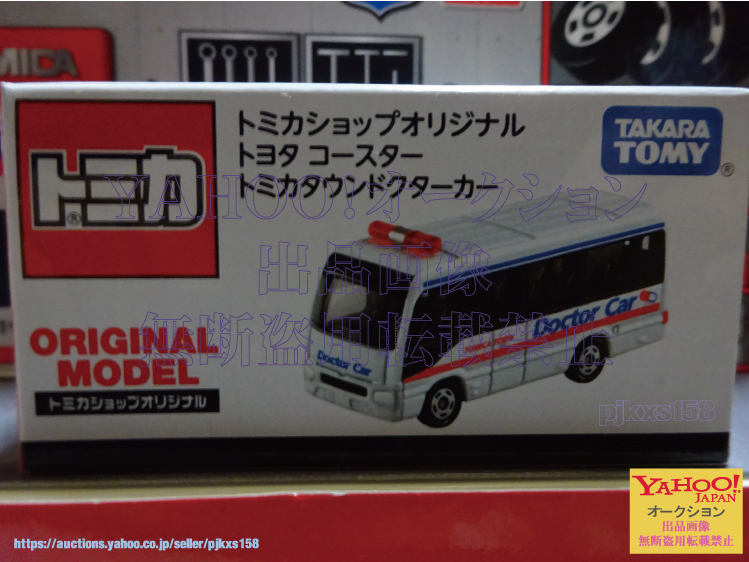 MICA
トミカ®
トミカショップオリジナル
トヨタ コースター
トミカタウンドクターカー
TAKARA
TOMY®
YAHOO!オークション
出品画像
無断盗用転載禁止
Doctor Car
Doctor Car
ORIGINAL
MODEL
トミカショップオリジナル
pjkxs158
YAHOO!
JAPAN
オークション
出品画像
無断盗用転載禁止
https://auctions.yahoo.co.jp/seller/pjkxs158